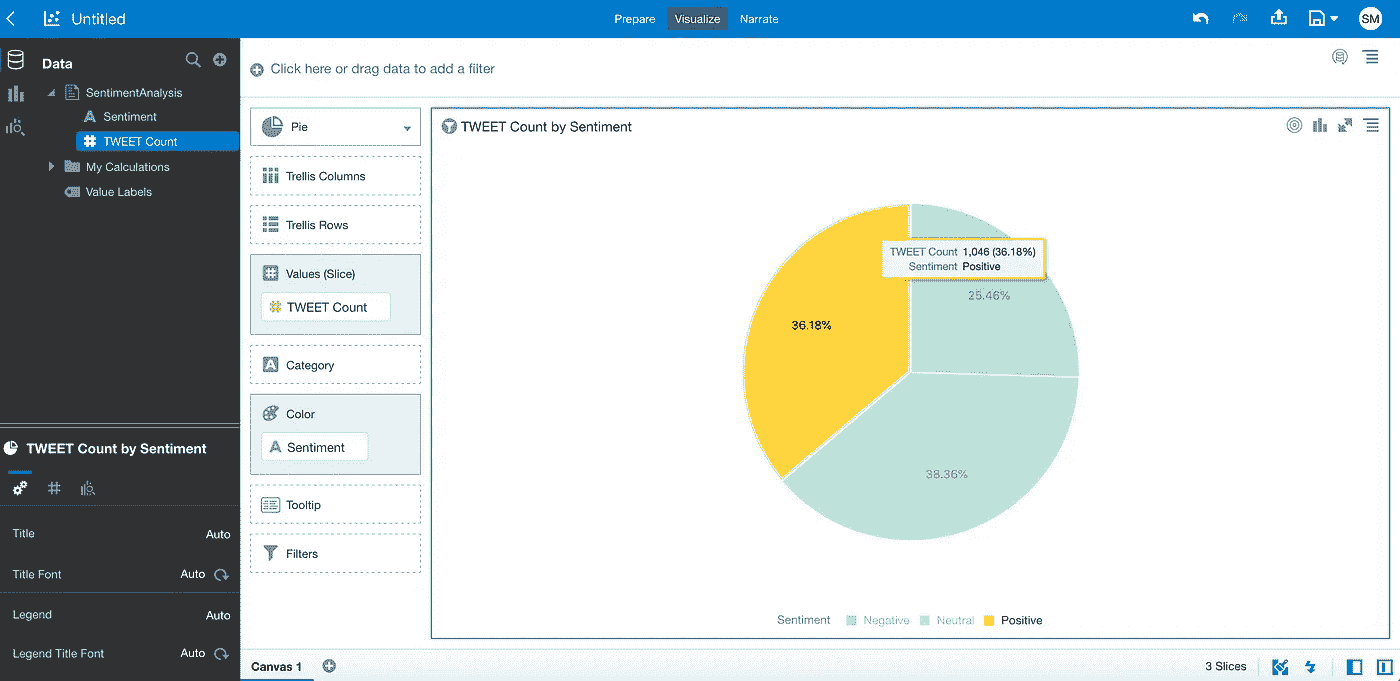 Untitled
Prepare Visualize Narrate
SM
Data
SentimentAnalysis
A Sentiment
# TWEET Count
My Calculations
Value Labels
TWEET Count by Sentiment
Title Auto
Title Font Auto
Legend Auto
Legend Title Font Auto
Click here or drag data to add a filter
Pie
Trellis Columns
Trellis Rows
# Values (Slice)
# TWEET Count
A Category
Color
A Sentiment
Tooltip
Filters
TWEET Count by Sentiment
TWEET Count 1,046 (36.18%)
Sentiment Positive
25.46%
36.18%
38.36%
Sentiment Negative Neutral Positive
Canvas 1
3 Slices